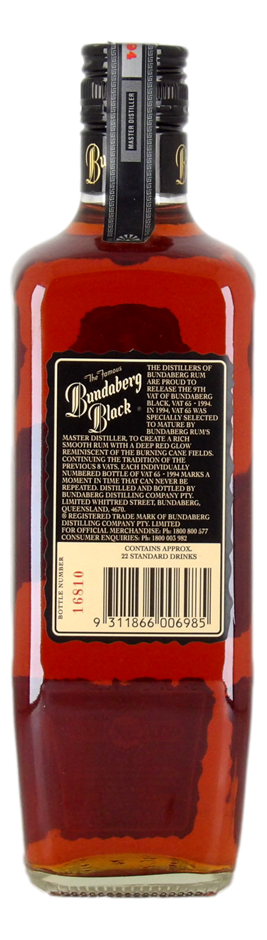 94
MASTER DISTILLER
Bu
B
The Famous
Bundaberg
Black
THE DISTILLERS OF
BUNDABERG RUM
ARE PROUD TO
RELEASE THE 9TH
VAT OF BUNDABERG
BLACK, VAT 65 - 1994.
IN 1994, VAT 65 WAS
SPECIALLY SELECTED
TO MATURE BY
BUNDABERG RUM'S
MASTER DISTILLER, TO CREATE A RICH
SMOOTH RUM WITH A DEEP RED GLOW
REMINISCENT OF THE BURNING CANE FIELDS.
CONTINUING THE TRADITION OF THE
PREVIOUS 8 VATS, EACH INDIVIDUALLY
NUMBERED BOTTLE OF VAT 65 - 1994 MARKS A
MOMENT IN TIME THAT CAN NEVER BE
REPEATED. DISTILLED AND BOTTLED BY
BUNDABERG DISTILLING COMPANY PTY.
LIMITED WHITTRED STREET, BUNDABERG,
QUEENSLAND, 4670.
® REGISTERED TRADE MARK OF BUNDABERG
DISTILLING COMPANY PTY. LIMITED
FOR OFFICIAL MERCHANDISE: Ph: 1800 800 577
CONSUMER ENQUIRIES: Ph: 1800 003 982
CONTAINS APPROX.
22 STANDARD DRINKS
BOTTLE NUMBER
16810
9 311866 006985